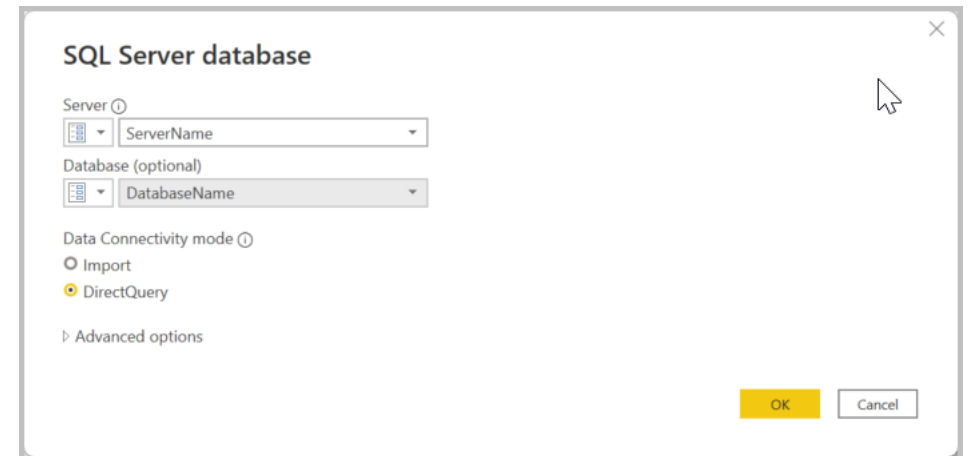 SQL Server database
Server
ServerName
Database (optional)
DatabaseName
Data Connectivity mode
Import
DirectQuery
Advanced options
OK Cancel